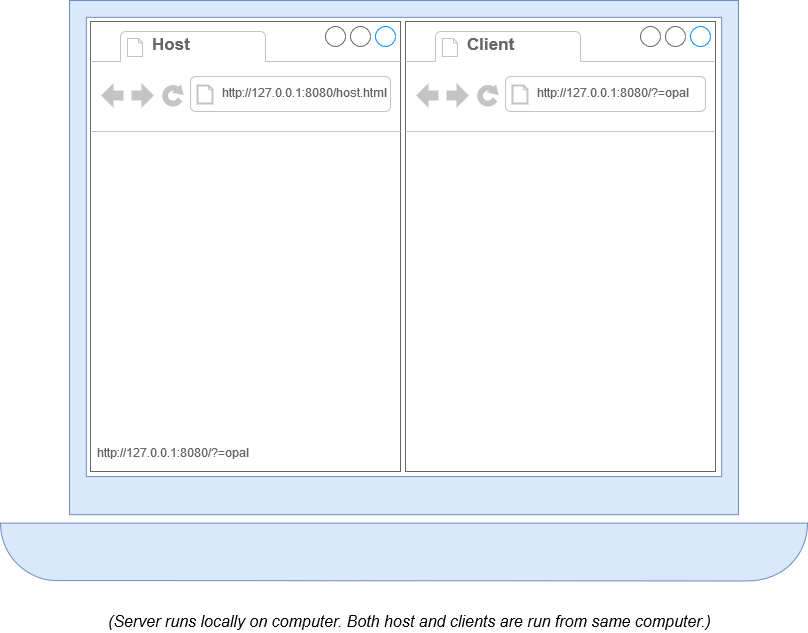 Host
http://127.0.0.1:8080/host.html
http://127.0.0.1:8080/?=opal
Client
http://127.0.0.1:8080/?=opal
(Server runs locally on computer. Both host and clients are run from same computer.)